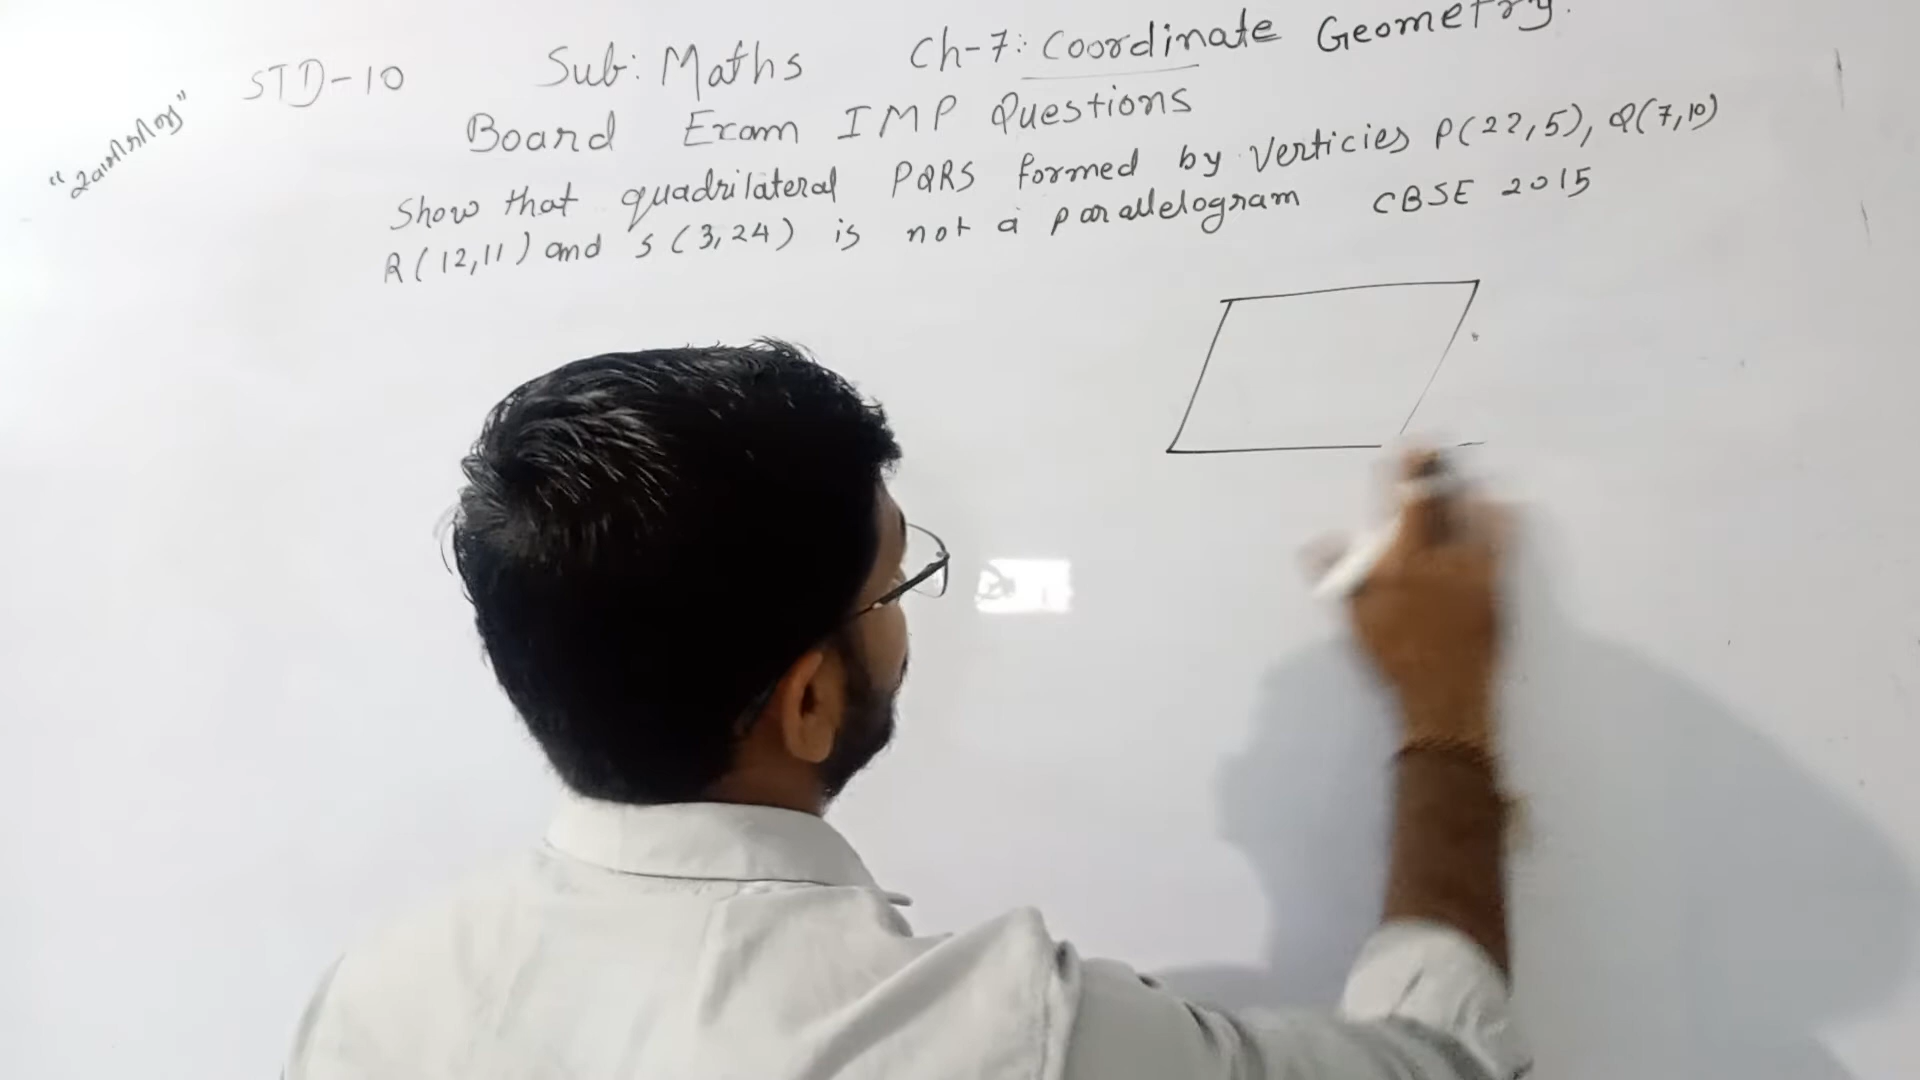 STD-10 Sub: Maths Ch-7: Coordinate Geometry.
Board Exam IMP Questions
Show that quadrilateral PQRS formed by Verticies P(22,5), Q(7,10)
R(12,11) and S(3,24) is not a parallelogram CBSE 2015